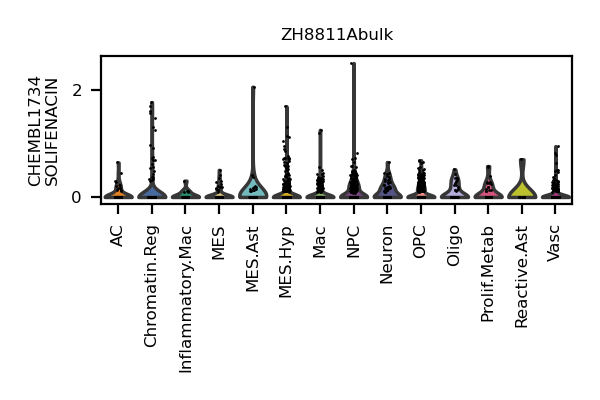 ZH8811Abulk
CHEMBL1734
SOLIFENACIN
2
0
AC
Chromatin.Reg
Inflammatory.Mac
MES
MES.Ast
MES.Hyp
Mac
NPC
Neuron
OPC
Oligo
Prolif.Metab
Reactive.Ast
Vasc